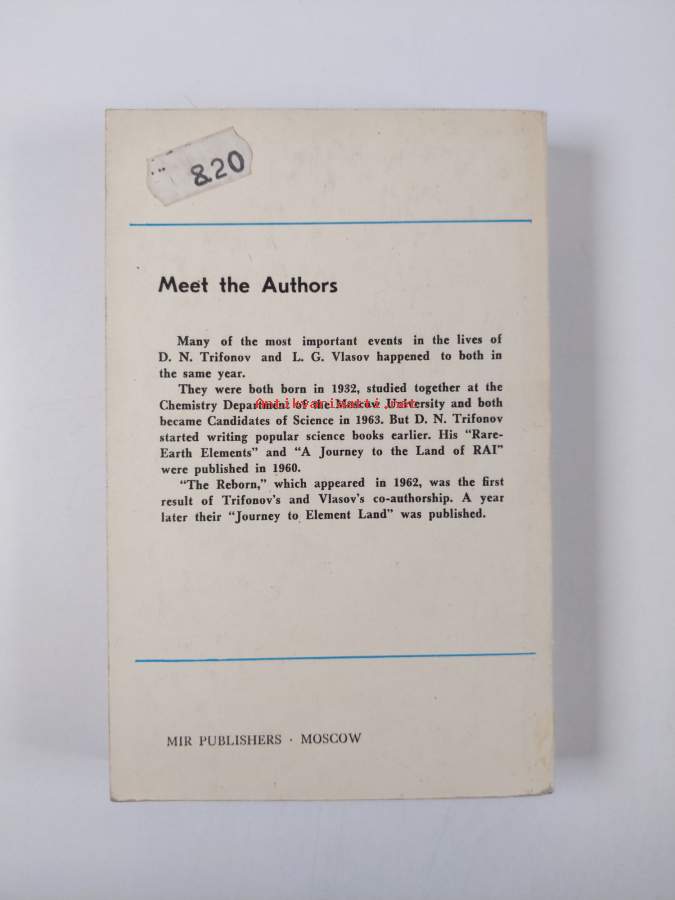 8.20
Meet the Authors
Many of the most important events in the lives of
D. N. Trifonov and L. G. Vlasov happened to both in
the same year.
They were both born in 1932, studied together at the
Chemistry Department of the Moscow University and both
became Candidates of Science in 1963. But D. N. Trifonov
started writing popular science books earlier. His “Rare-
Earth Elements” and “A Journey to the Land of RAI”
were published in 1960.
“The Reborn,” which appeared in 1962, was the first
result of Trifonov’s and Vlasov’s co-authorship. A year
later their “Journey to Element Land” was published.
MIR PUBLISHERS · MOSCOW